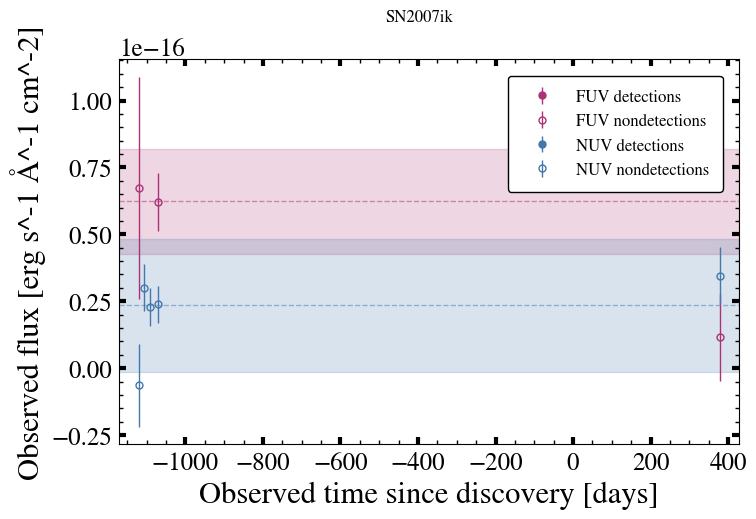 SN2007ik
1e−16
FUV detections
FUV nondetections
NUV detections
NUV nondetections
1.00
0.75
0.50
0.25
0.00
−0.25
Observed flux [erg s^-1 Å^-1 cm^-2]
−1000 −800 −600 −400 −200 0 200 400
Observed time since discovery [days]